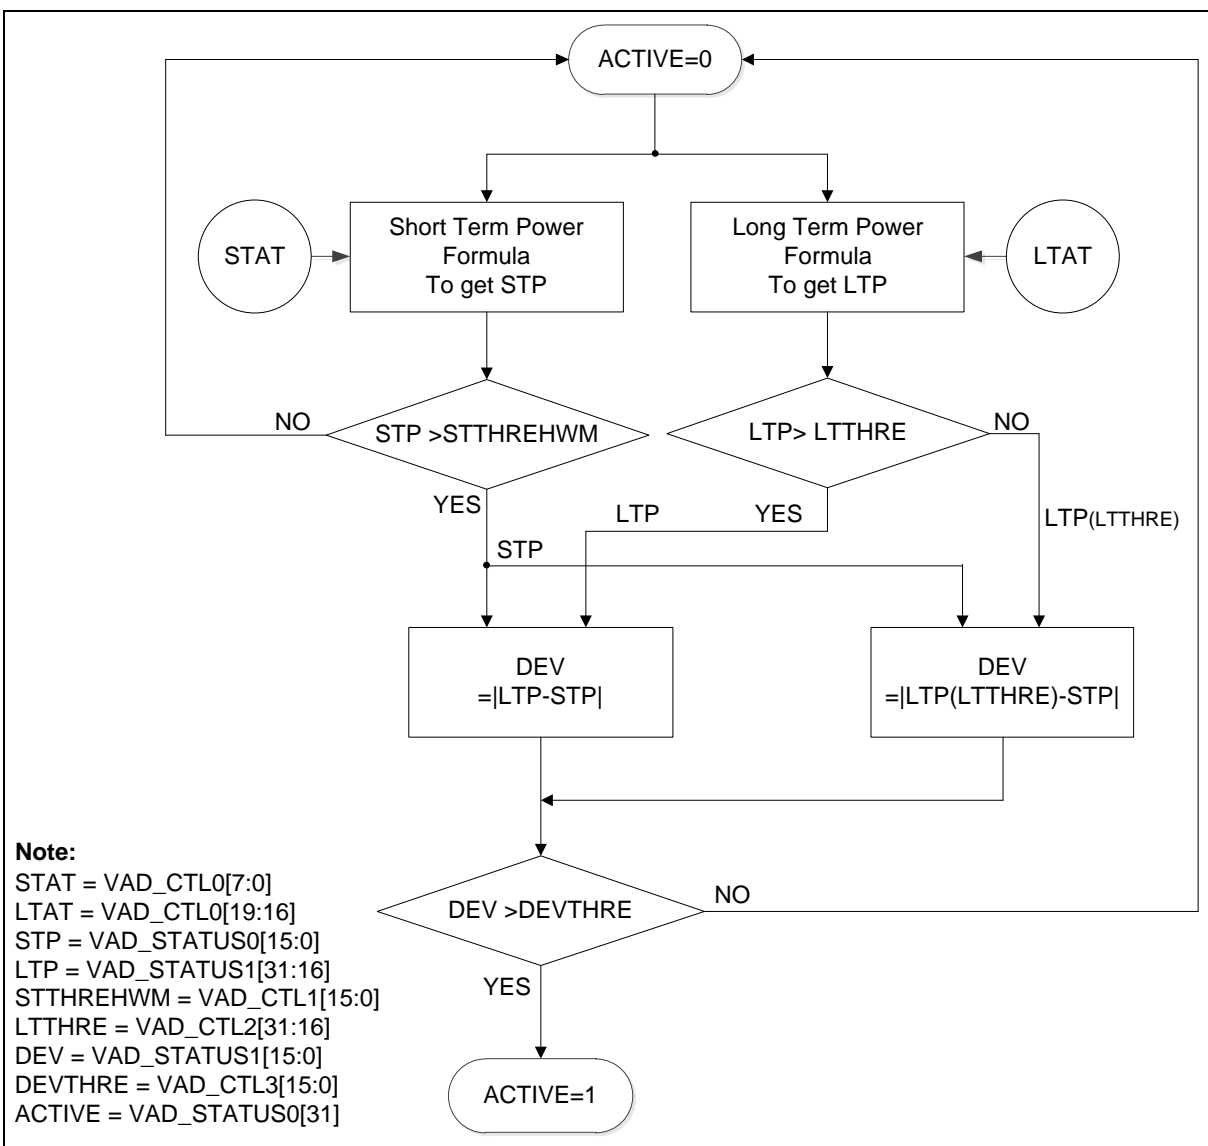 ACTIVE=0
STAT
Short Term Power
Formula
To get STP
Long Term Power
Formula
To get LTP
LTAT
NO
STP >STTHREHWM
LTP> LTTHRE
NO
YES
LTP
YES
LTP(LTTHRE)
STP
DEV
=|LTP-STP|
DEV
=|LTP(LTTHRE)-STP|
DEV >DEVTHRE
NO
YES
ACTIVE=1
Note:
STAT = VAD_CTL0[7:0]
LTAT = VAD_CTL0[19:16]
STP = VAD_STATUS0[15:0]
LTP = VAD_STATUS1[31:16]
STTHREHWM = VAD_CTL1[15:0]
LTTHRE = VAD_CTL2[31:16]
DEV = VAD_STATUS1[15:0]
DEVTHRE = VAD_CTL3[15:0]
ACTIVE = VAD_STATUS0[31]